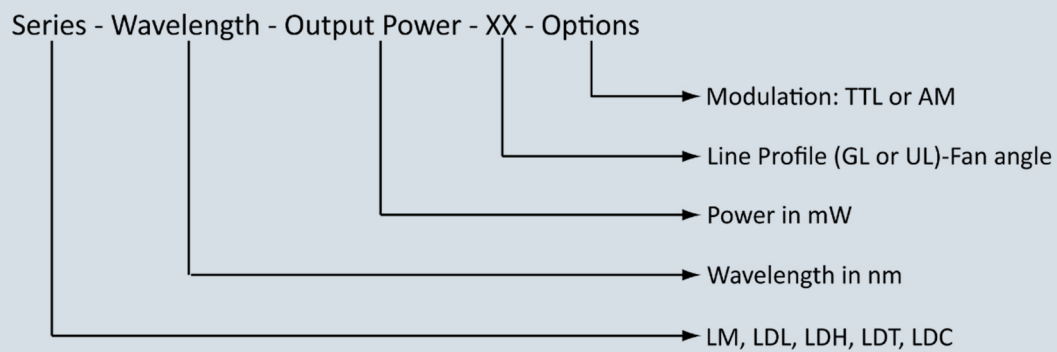 Series - Wavelength - Output Power - XX - Options
Modulation: TTL or AM
Line Profile (GL or UL)-Fan angle
Power in mW
Wavelength in nm
LM, LDL, LDH, LDT, LDC